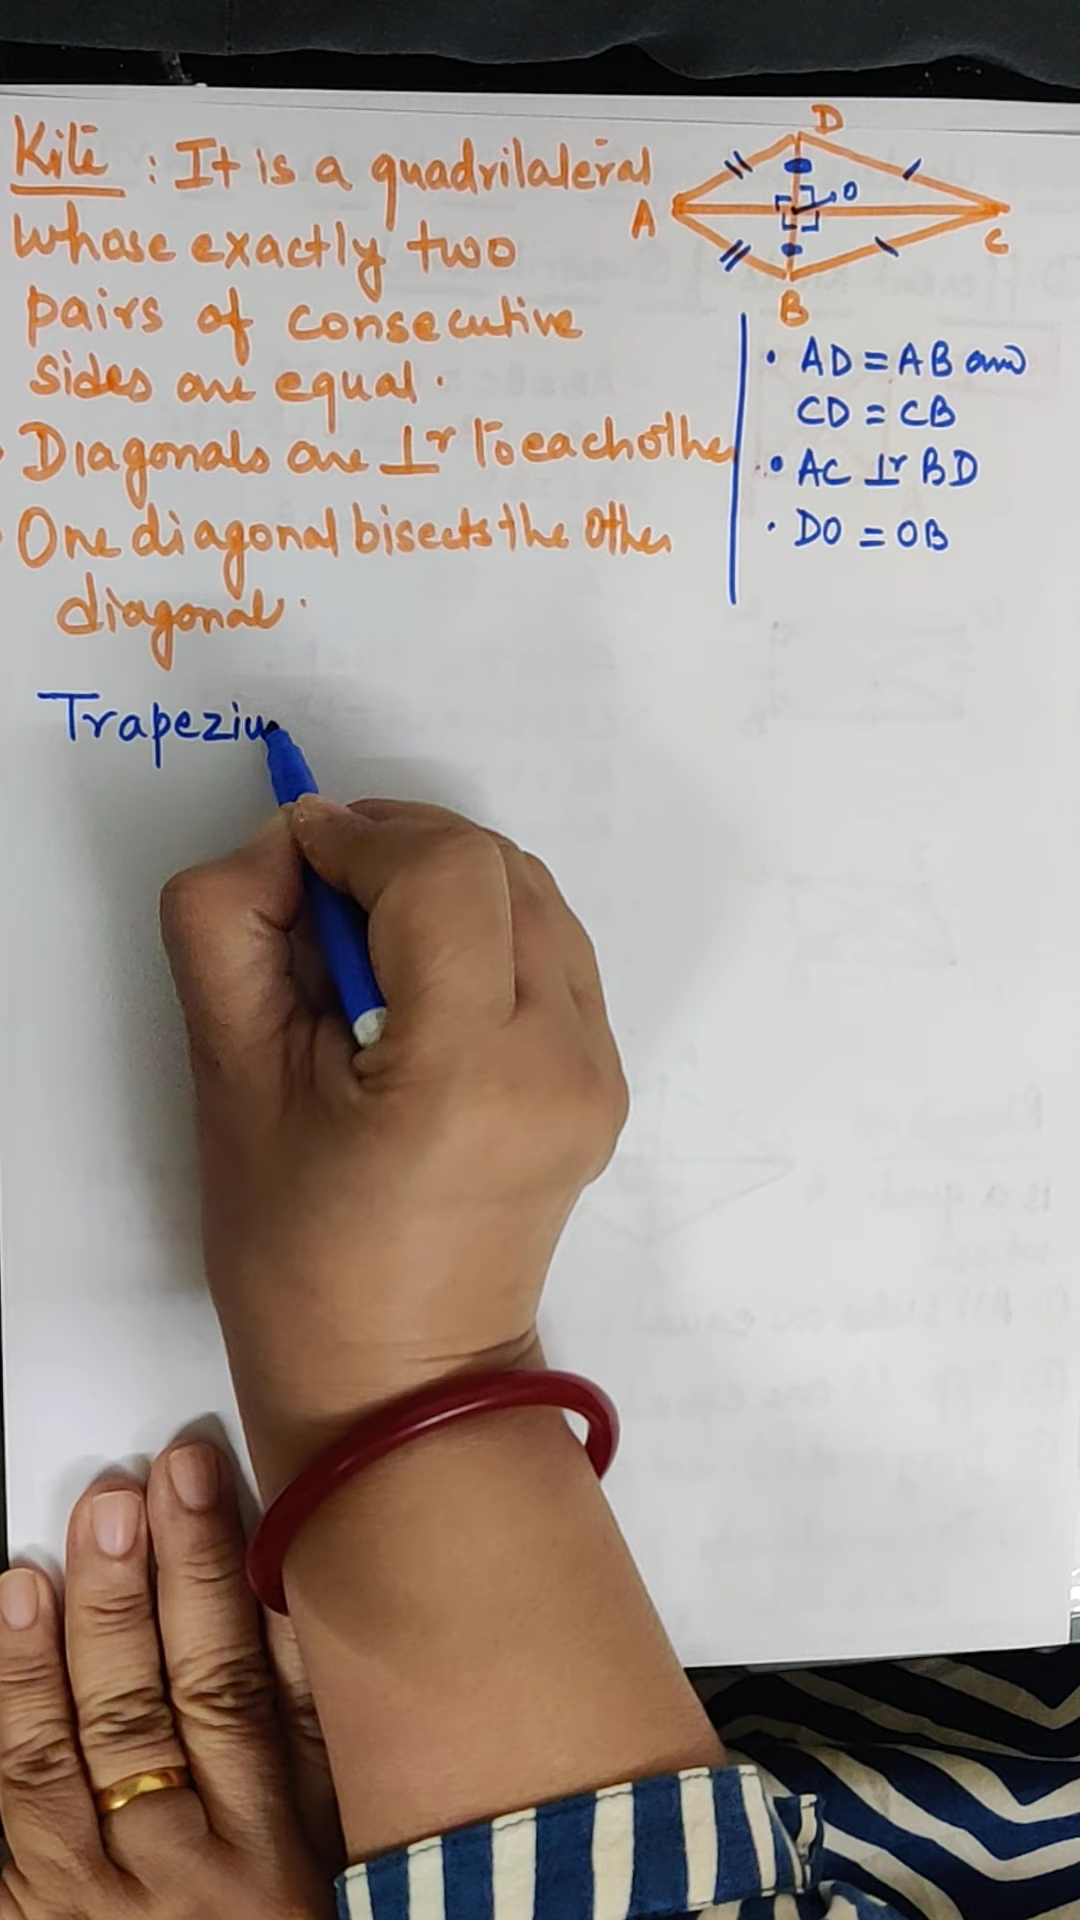 Kite : It is a quadrilateral
whose exactly two
pairs of consecutive
sides are equal.
• Diagonals are ⊥r to each other
• One diagonal bisects the other
diagonal.
D
A
O
C
B
• AD = AB and
CD = CB
• AC ⊥r BD
• DO = OB
Trapeziu